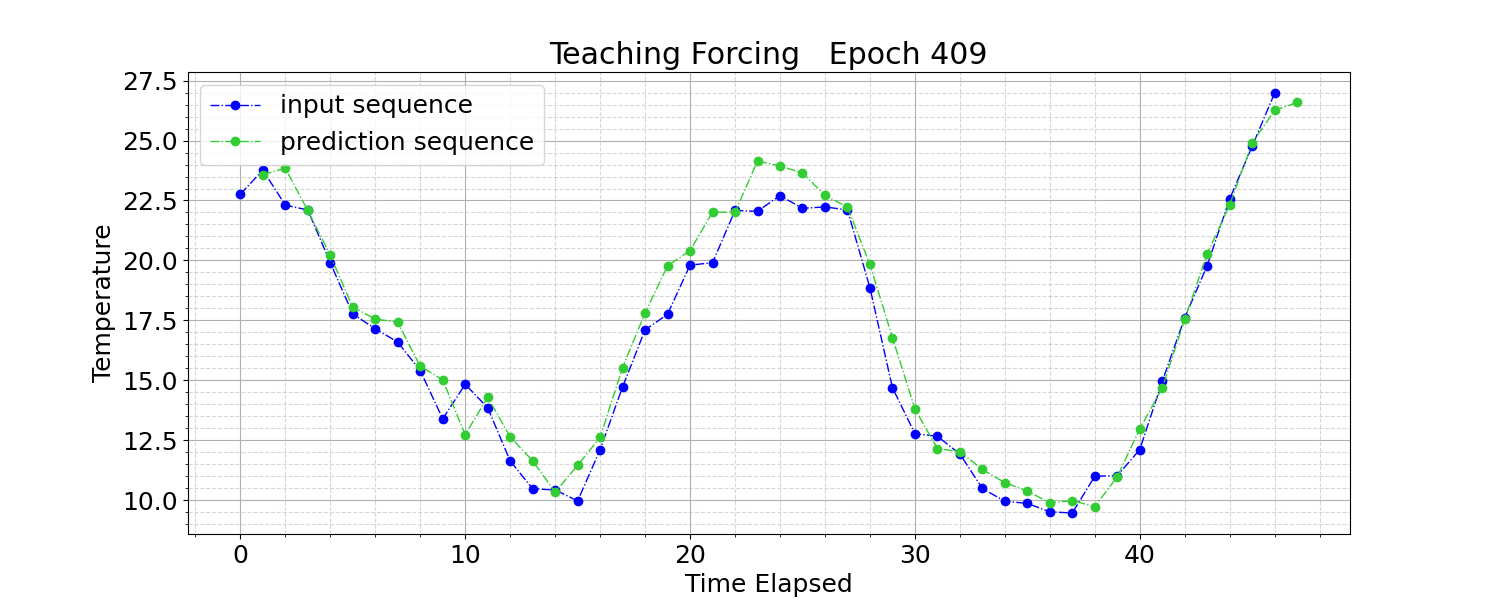 Teaching Forcing   Epoch 409
27.5
25.0
22.5
20.0
17.5
15.0
12.5
10.0
Temperature
input sequence
prediction sequence
0 10 20 30 40
Time Elapsed